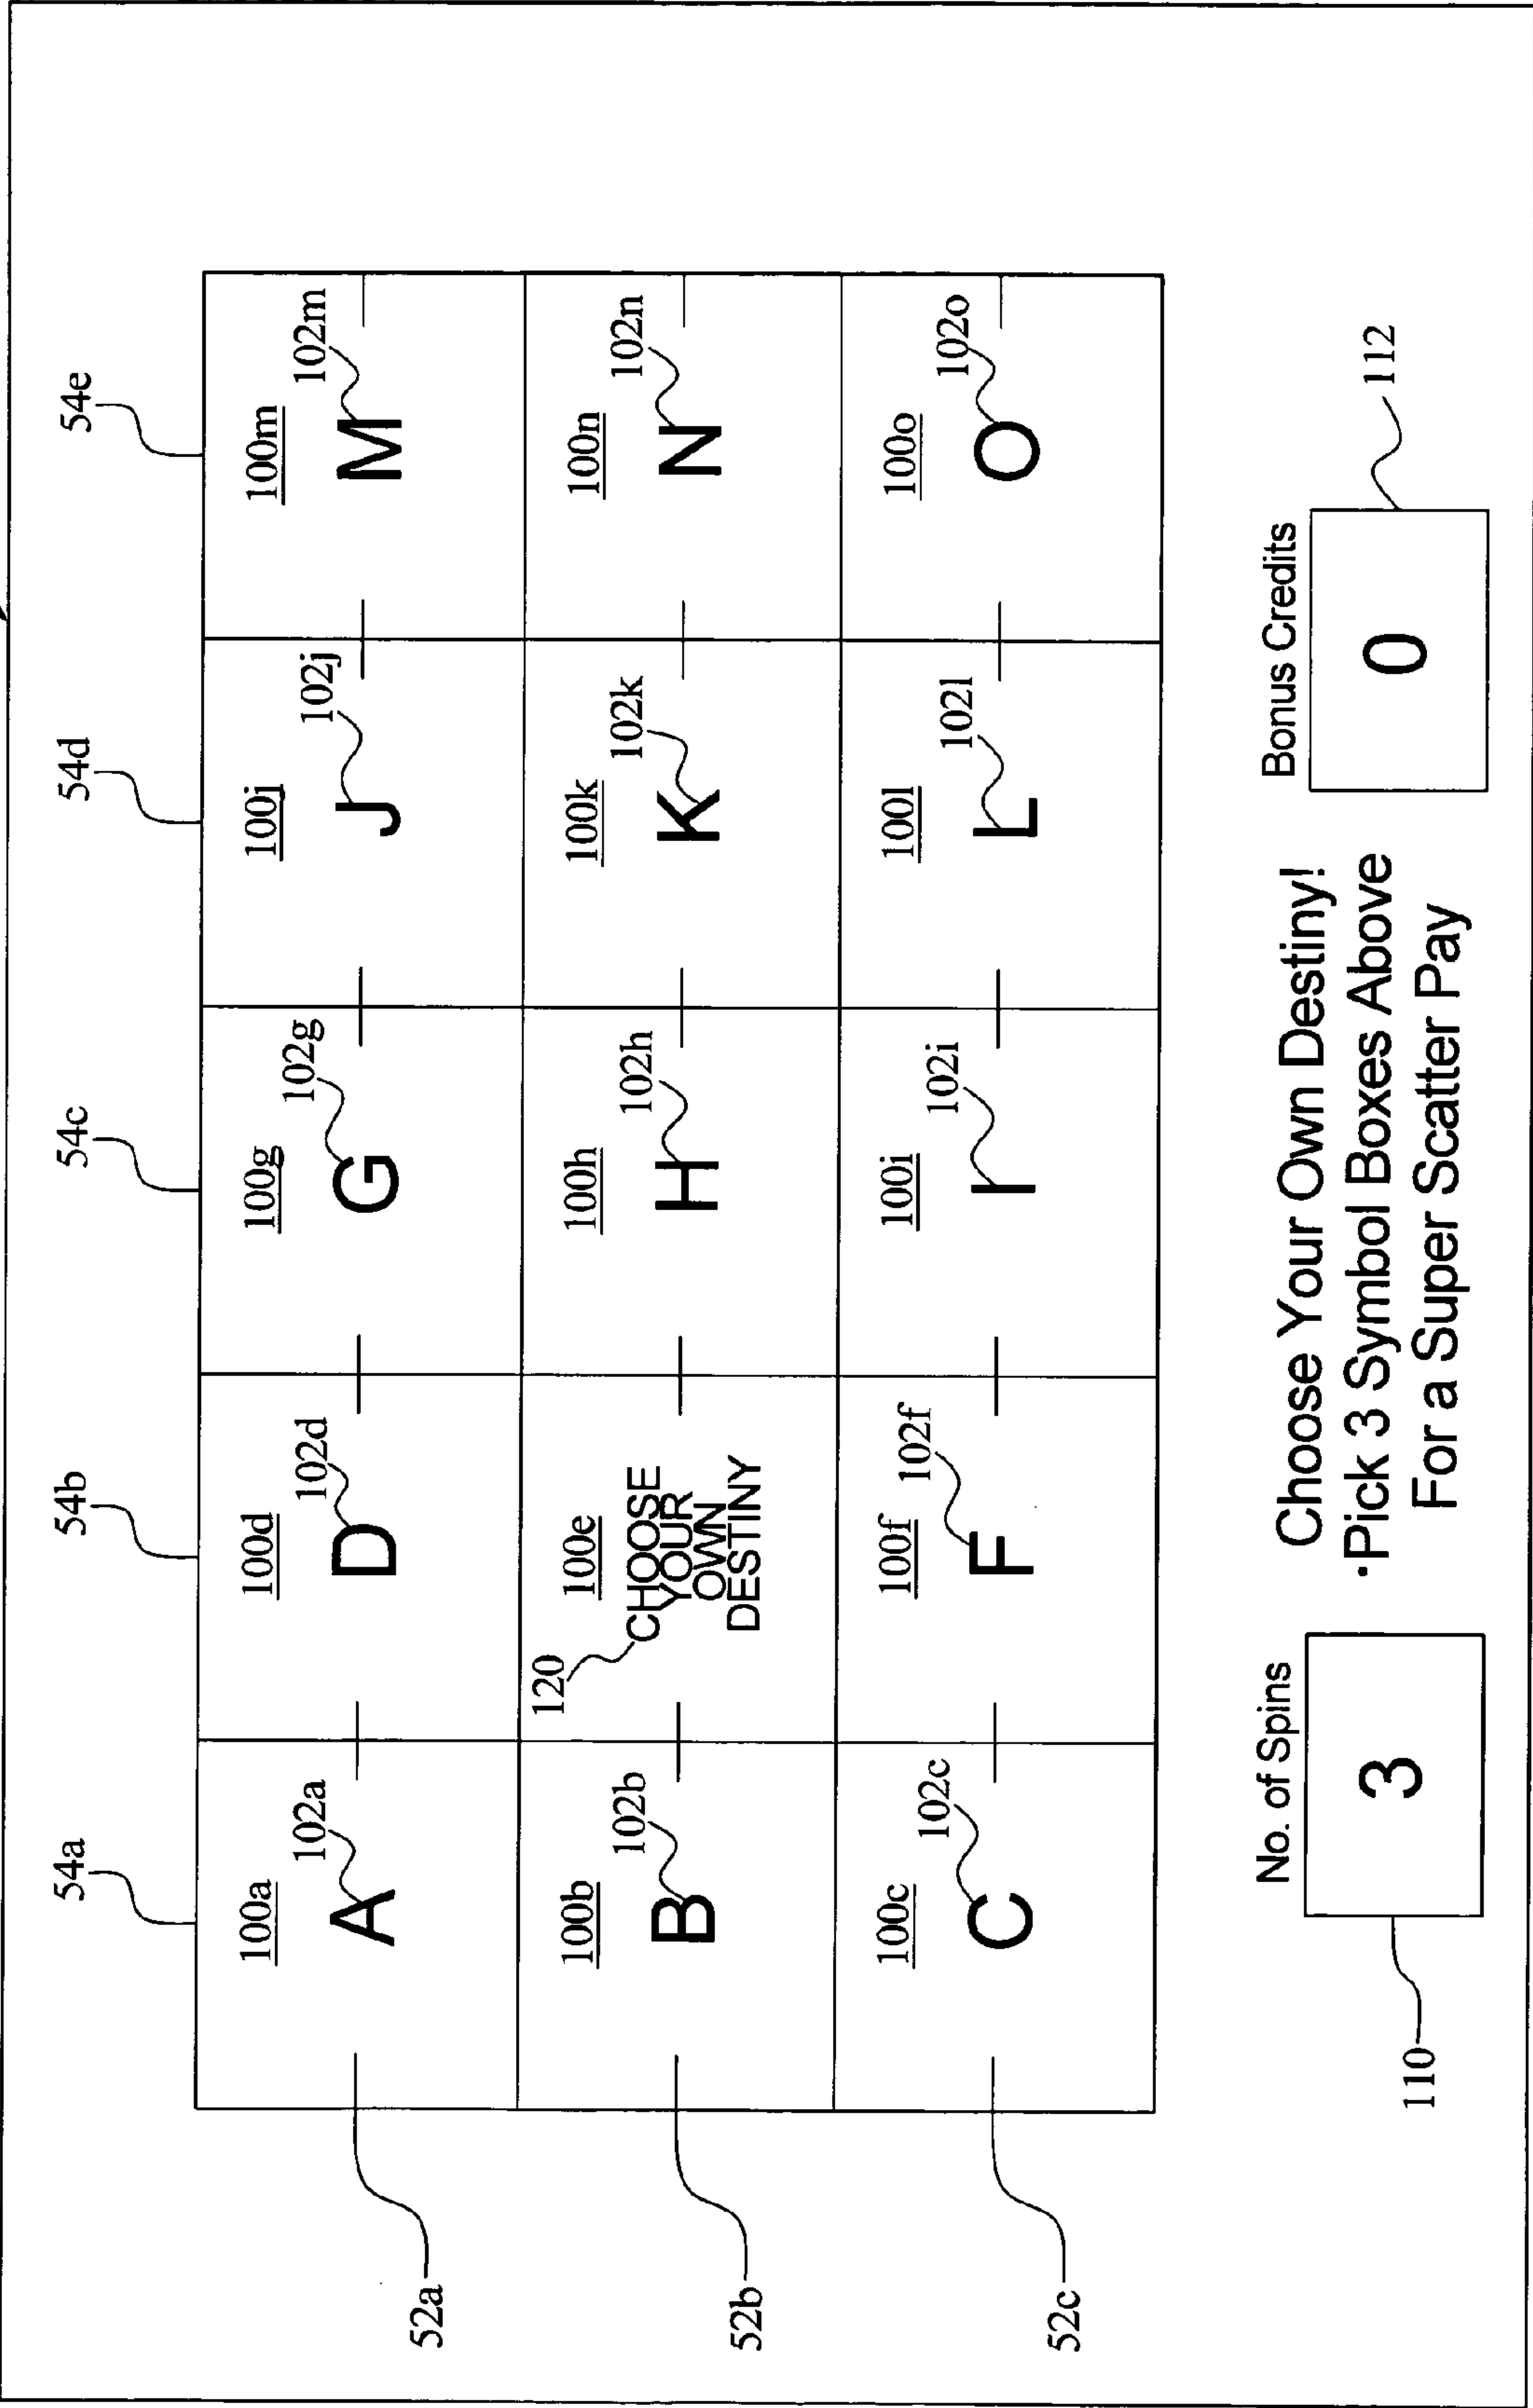 54a
54b
54c
54d
54e
100a
102a
A
100d
102d
D
100g
102g
G
100j
102j
J
100m
102m
M
52a
100b
102b
B
120
100e
CHOOSE
YOUR
OWN
DESTINY
100h
102h
H
100k
102k
K
100n
102n
N
52b
100c
102c
C
100f
102f
F
100i
102i
I
100l
102l
L
100o
102o
O
52c
No. of Spins
3
110
Choose Your Own Destiny!
·Pick 3 Symbol Boxes Above
For a Super Scatter Pay
Bonus Credits
0
112